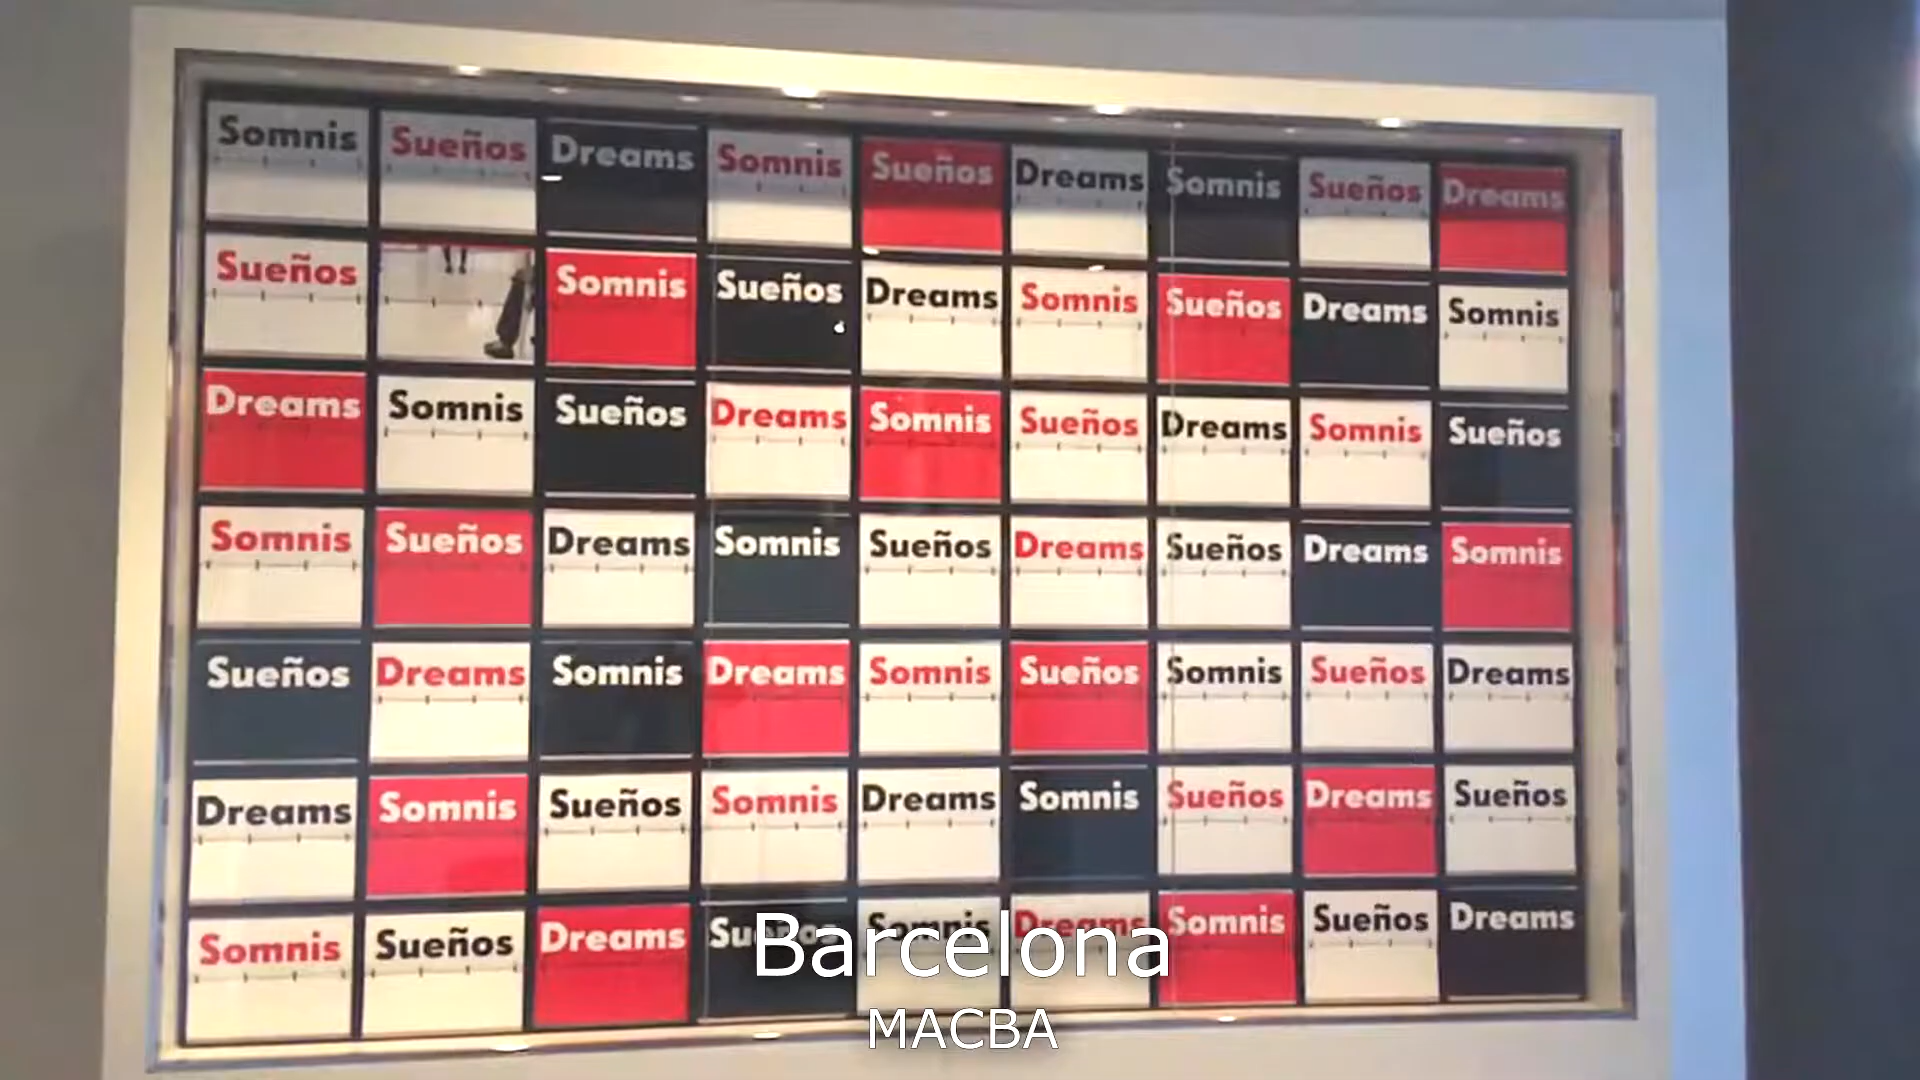 Somnis Sueños Dreams Somnis Sueños Dreams Somnis Sueños Dreams
Sueños Somnis Sueños Dreams Somnis Sueños Dreams Somnis
Dreams Somnis Sueños Dreams Somnis Sueños Dreams Somnis Sueños
Somnis Sueños Dreams Somnis Sueños Dreams Sueños Dreams Somnis
Sueños Dreams Somnis Dreams Somnis Sueños Somnis Sueños Dreams
Dreams Somnis Sueños Somnis Dreams Somnis Sueños Dreams Sueños
Somnis Sueños Dreams Sueños Somnis Dreams Somnis Sueños Dreams
Barcelona
MACBA